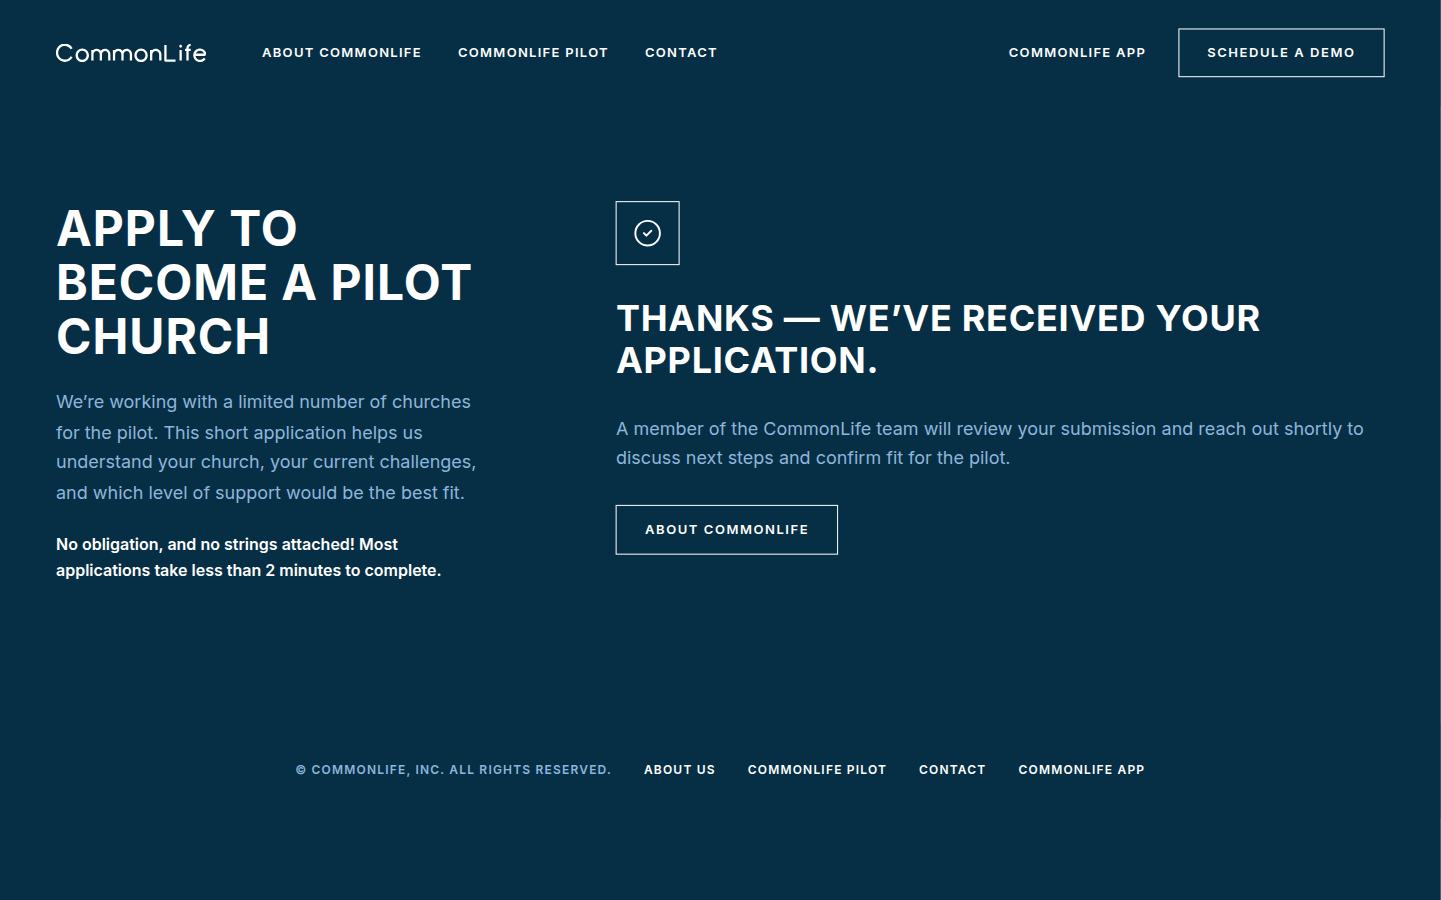 CommonLife
ABOUT COMMONLIFE
COMMONLIFE PILOT
CONTACT
COMMONLIFE APP
SCHEDULE A DEMO
APPLY TO
BECOME A PILOT
CHURCH
We’re working with a limited number of churches
for the pilot. This short application helps us
understand your church, your current challenges,
and which level of support would be the best fit.
No obligation, and no strings attached! Most
applications take less than 2 minutes to complete.
THANKS — WE’VE RECEIVED YOUR
APPLICATION.
A member of the CommonLife team will review your submission and reach out shortly to
discuss next steps and confirm fit for the pilot.
ABOUT COMMONLIFE
© COMMONLIFE, INC. ALL RIGHTS RESERVED.
ABOUT US
COMMONLIFE PILOT
CONTACT
COMMONLIFE APP